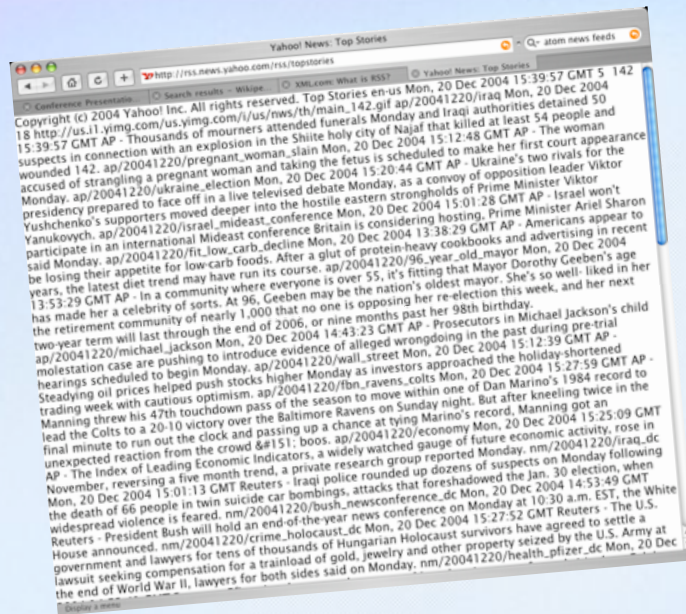 Yahoo! News: Top Stories
http://rss.news.yahoo.com/rss/topstories
atom news feeds
Conference Presentatio...
Search results – Wikipe...
XML.com: What is RSS?
Yahoo! News: Top Stories
Copyright (c) 2004 Yahoo! Inc. All rights reserved. Top Stories en-us Mon, 20 Dec 2004 15:39:57 GMT 5 142
18 http://us.i1.yimg.com/us.yimg.com/i/us/nws/th/main_142.gif ap/20041220/iraq Mon, 20 Dec 2004
15:39:57 GMT AP - Thousands of mourners attended funerals Monday and Iraqi authorities detained 50
suspects in connection with an explosion in the Shiite holy city of Najaf that killed at least 54 people and
wounded 142. ap/20041220/pregnant_woman_slain Mon, 20 Dec 2004 15:12:48 GMT AP - The woman
accused of strangling a pregnant woman and taking the fetus is scheduled to make her first court appearance
Monday. ap/20041220/ukraine_election Mon, 20 Dec 2004 15:20:44 GMT AP - Ukraine's two rivals for the
presidency prepared to face off in a live televised debate Monday, as a convoy of opposition leader Viktor
Yushchenko's supporters moved deeper into the hostile eastern strongholds of Prime Minister Viktor
Yanukovych. ap/20041220/israel_mideast_conference Mon, 20 Dec 2004 15:01:28 GMT AP - Israel won't
participate in an international Mideast conference Britain is considering hosting, Prime Minister Ariel Sharon
said Monday. ap/20041220/fit_low_carb_decline Mon, 20 Dec 2004 13:38:29 GMT AP - Americans appear to
be losing their appetite for low-carb foods. After a glut of protein-heavy cookbooks and advertising in recent
years, the latest diet trend may have run its course. ap/20041220/96_year_old_mayor Mon, 20 Dec 2004
13:53:29 GMT AP - In a community where everyone is over 55, it's fitting that Mayor Dorothy Geeben's age
has made her a celebrity of sorts. At 96, Geeben may be the nation's oldest mayor. She's so well- liked in her
the retirement community of nearly 1,000 that no one is opposing her re-election this week, and her next
two-year term will last through the end of 2006, or nine months past her 98th birthday.
ap/20041220/michael_jackson Mon, 20 Dec 2004 14:43:23 GMT AP - Prosecutors in Michael Jackson's child
molestation case are pushing to introduce evidence of alleged wrongdoing in the past during pre-trial
hearings scheduled to begin Monday. ap/20041220/wall_street Mon, 20 Dec 2004 15:12:39 GMT AP -
Steadying oil prices helped push stocks higher Monday as investors approached the holiday-shortened
trading week with cautious optimism. ap/20041220/fbn_ravens_colts Mon, 20 Dec 2004 15:27:59 GMT AP -
Manning threw his 47th touchdown pass of the season to move within one of Dan Marino's 1984 record to
lead the Colts to a 20-10 victory over the Baltimore Ravens on Sunday night. But after kneeling twice in the
final minute to run out the clock and passing up a chance at tying Marino's record, Manning got an
unexpected reaction from the crowd &#151; boos. ap/20041220/economy Mon, 20 Dec 2004 15:25:09 GMT
AP - The Index of Leading Economic Indicators, a widely watched gauge of future economic activity, rose in
November, reversing a five month trend, a private research group reported Monday. nm/20041220/iraq_dc
Mon, 20 Dec 2004 15:01:13 GMT Reuters - Iraqi police rounded up dozens of suspects on Monday following
the death of 66 people in twin suicide car bombings, attacks that foreshadowed the Jan. 30 election, when
widespread violence is feared. nm/20041220/bush_newsconference_dc Mon, 20 Dec 2004 14:53:49 GMT
Reuters - President Bush will hold an end-of-the-year news conference on Monday at 10:30 a.m. EST, the White
House announced. nm/20041220/crime_holocaust_dc Mon, 20 Dec 2004 15:27:52 GMT Reuters - The U.S.
government and lawyers for tens of thousands of Hungarian Holocaust survivors have agreed to settle a
lawsuit seeking compensation for a trainload of gold, jewelry and other property seized by the U.S. Army at
the end of World War II, lawyers for both sides said on Monday. nm/20041220/health_pfizer_dc Mon, 20 Dec
Display a menu